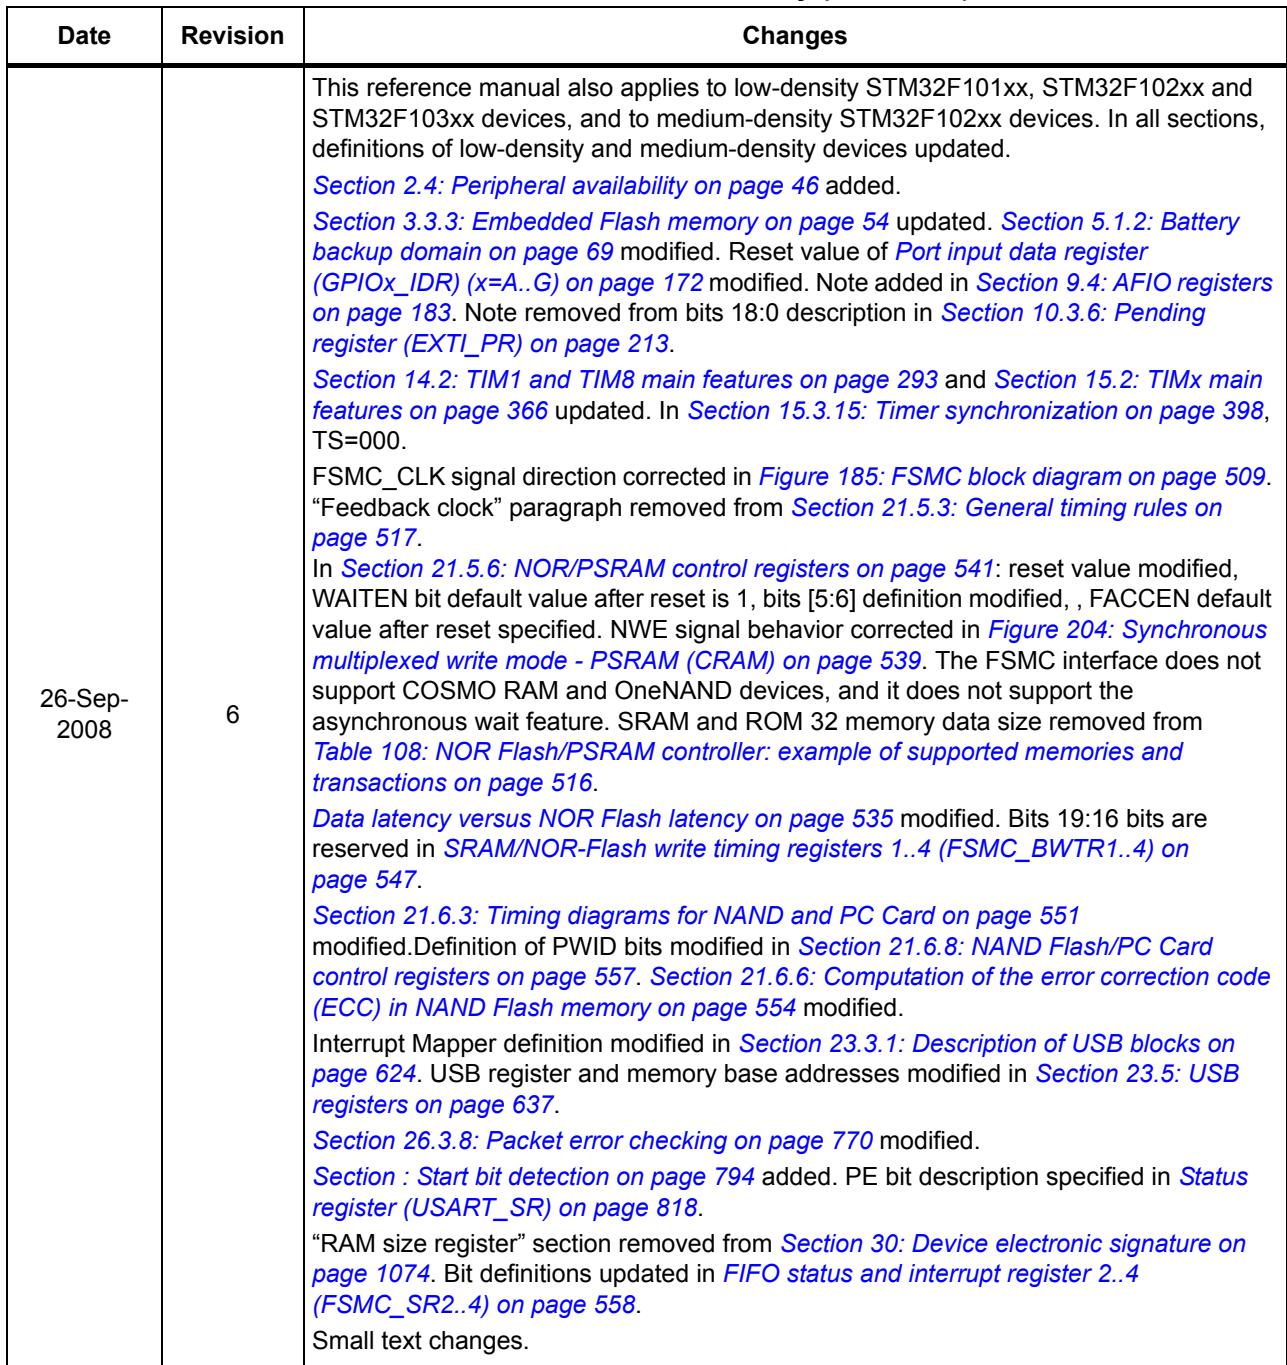 Date Revision Changes
This reference manual also applies to low-density STM32F101xx, STM32F102xx and
STM32F103xx devices, and to medium-density STM32F102xx devices. In all sections,
definitions of low-density and medium-density devices updated.
Section 2.4: Peripheral availability on page 46 added.
Section 3.3.3: Embedded Flash memory on page 54 updated. Section 5.1.2: Battery
backup domain on page 69 modified. Reset value of Port input data register
(GPIOx_IDR) (x=A..G) on page 172 modified. Note added in Section 9.4: AFIO registers
on page 183. Note removed from bits 18:0 description in Section 10.3.6: Pending
register (EXTI_PR) on page 213.
Section 14.2: TIM1 and TIM8 main features on page 293 and Section 15.2: TIMx main
features on page 366 updated. In Section 15.3.15: Timer synchronization on page 398,
TS=000.
FSMC_CLK signal direction corrected in Figure 185: FSMC block diagram on page 509.
“Feedback clock” paragraph removed from Section 21.5.3: General timing rules on
page 517.
In Section 21.5.6: NOR/PSRAM control registers on page 541: reset value modified,
WAITEN bit default value after reset is 1, bits [5:6] definition modified, , FACCEN default
value after reset specified. NWE signal behavior corrected in Figure 204: Synchronous
multiplexed write mode - PSRAM (CRAM) on page 539. The FSMC interface does not
support COSMO RAM and OneNAND devices, and it does not support the
asynchronous wait feature. SRAM and ROM 32 memory data size removed from
Table 108: NOR Flash/PSRAM controller: example of supported memories and
transactions on page 516.
Data latency versus NOR Flash latency on page 535 modified. Bits 19:16 bits are
reserved in SRAM/NOR-Flash write timing registers 1..4 (FSMC_BWTR1..4) on
page 547.
Section 21.6.3: Timing diagrams for NAND and PC Card on page 551
modified.Definition of PWID bits modified in Section 21.6.8: NAND Flash/PC Card
control registers on page 557. Section 21.6.6: Computation of the error correction code
(ECC) in NAND Flash memory on page 554 modified.
Interrupt Mapper definition modified in Section 23.3.1: Description of USB blocks on
page 624. USB register and memory base addresses modified in Section 23.5: USB
registers on page 637.
Section 26.3.8: Packet error checking on page 770 modified.
Section : Start bit detection on page 794 added. PE bit description specified in Status
register (USART_SR) on page 818.
“RAM size register” section removed from Section 30: Device electronic signature on
page 1074. Bit definitions updated in FIFO status and interrupt register 2..4
(FSMC_SR2..4) on page 558.
Small text changes.
26-Sep-
2008
6